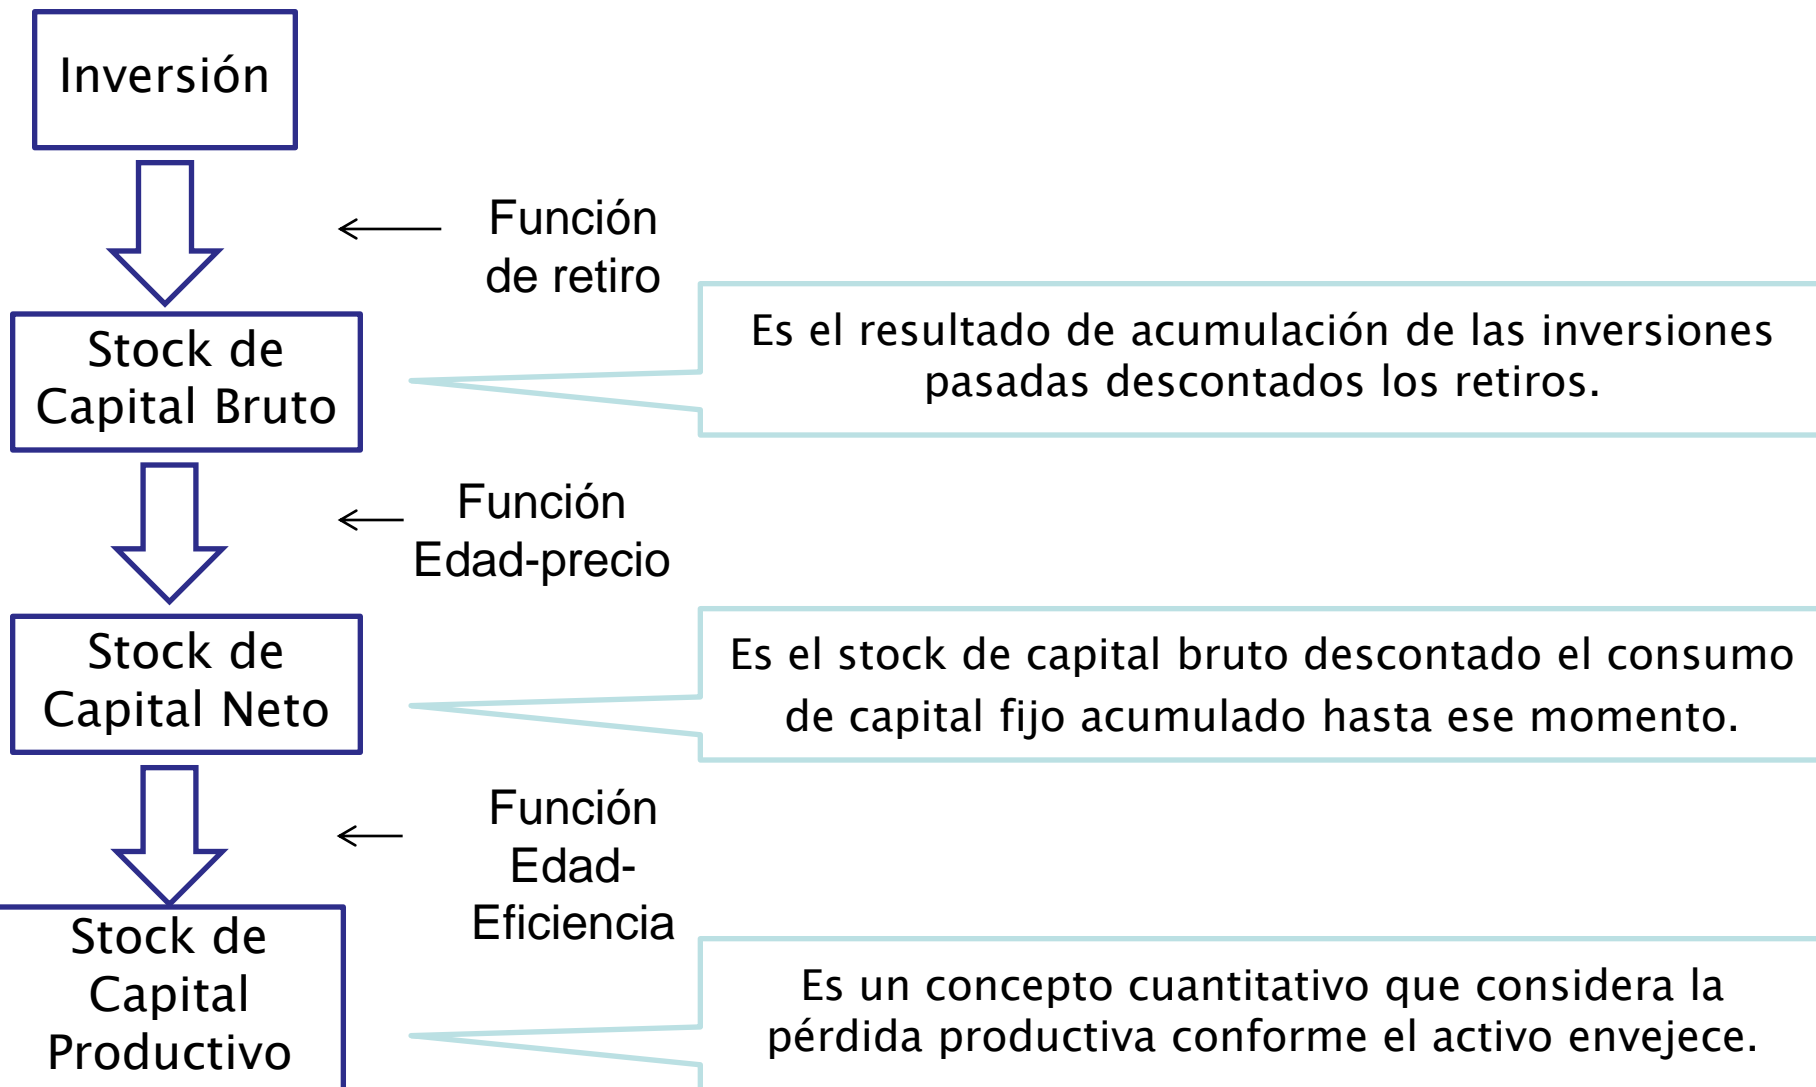 Inversión
Función
de retiro
Stock de
Capital Bruto
Es el resultado de acumulación de las inversiones
pasadas descontados los retiros.
Función
Edad-precio
Stock de
Capital Neto
Es el stock de capital bruto descontado el consumo
de capital fijo acumulado hasta ese momento.
Función
Edad-
Eficiencia
Stock de
Capital
Productivo
Es un concepto cuantitativo que considera la
pérdida productiva conforme el activo envejece.